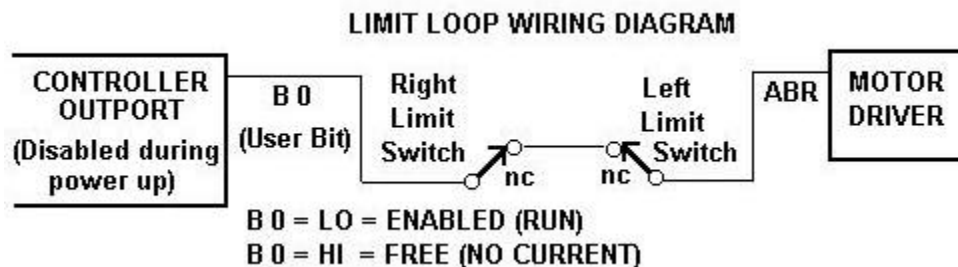 LIMIT LOOP WIRING DIAGRAM
CONTROLLER
OUTPORT
(Disabled during
power up)
B 0
(User Bit)
Right
Limit
Switch
nc
nc
Left
Limit
Switch
ABR
MOTOR
DRIVER
B 0 = LO = ENABLED (RUN)
B 0 = HI = FREE (NO CURRENT)